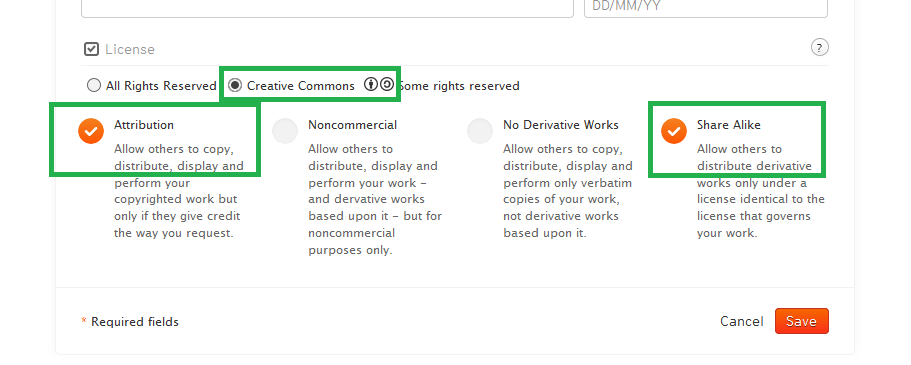 DD/MM/YY
License
?
All Rights Reserved Creative Commons Some rights reserved
Attribution
Allow others to copy,
distribute, display and
perform your
copyrighted work but
only if they give credit
the way you request.
Noncommercial
Allow others to
distribute, display and
perform your work –
and dervative works
based upon it – but for
noncommercial
purposes only.
No Derivative Works
Allow others to copy,
distribute, display and
perform only verbatim
copies of your work,
not derivative works
based upon it.
Share Alike
Allow others to
distribute derivative
works only under a
license identical to the
license that governs
your work.
* Required fields
Cancel Save